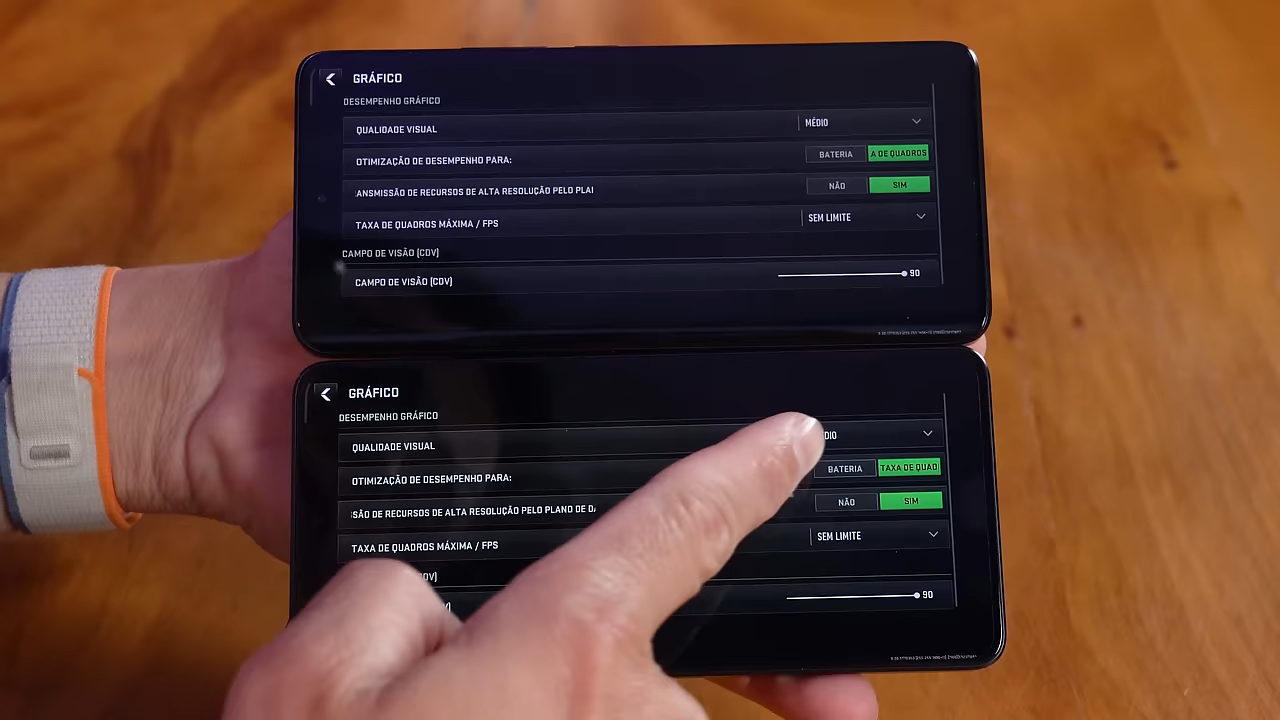 GRÁFICO
DESEMPENHO GRÁFICO
QUALIDADE VISUAL MÉDIO
OTIMIZAÇÃO DE DESEMPENHO PARA: BATERIA A DE QUADROS
ANSMISSÃO DE RECURSOS DE ALTA RESOLUÇÃO PELO PLA NÃO SIM
TAXA DE QUADROS MÁXIMA / FPS SEM LIMITE
CAMPO DE VISÃO (CDV)
CAMPO DE VISÃO (CDV) 90
GRÁFICO
DESEMPENHO GRÁFICO
QUALIDADE VISUAL DIO
OTIMIZAÇÃO DE DESEMPENHO PARA: BATERIA TAXA DE QUAD
SÃO DE RECURSOS DE ALTA RESOLUÇÃO PELO PLANO DE DA NÃO SIM
TAXA DE QUADROS MÁXIMA / FPS SEM LIMITE
DV)
90